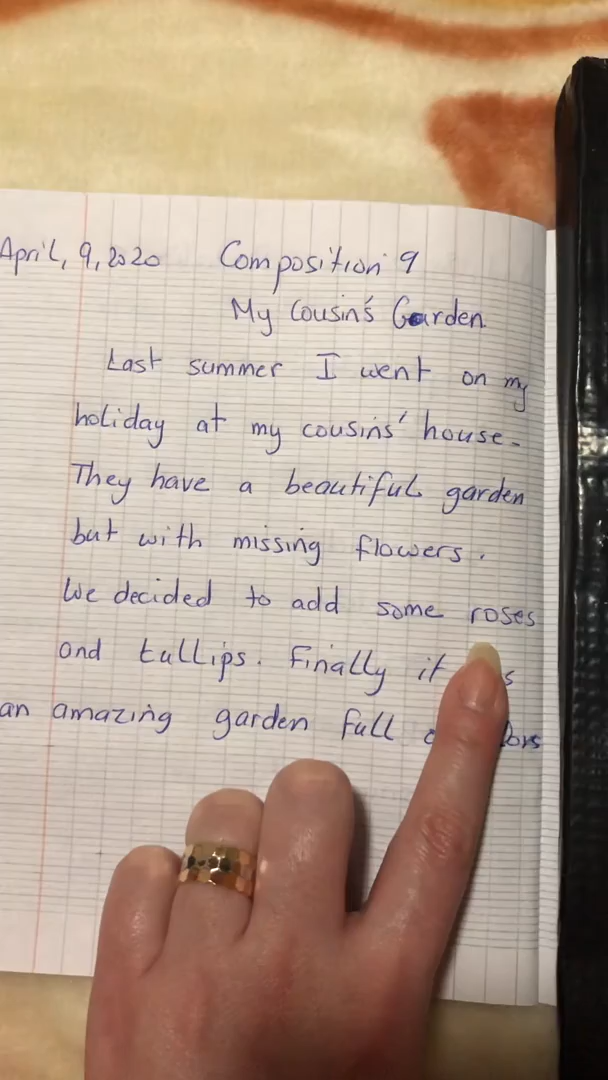 April, 9, 2020 Composition 9
My Cousin's Garden.
Last summer I went on my
holiday at my cousins' house.
They have a beautiful garden
but with missing flowers.
We decided to add some roses
and tullips. Finally it
an amazing garden full